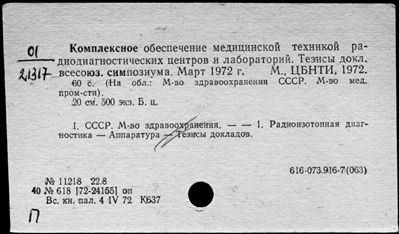 01
21317
Комплексное обеспечение медицинской техникой ра-
диодиагностических центров и лабораторий. Тезисы докл.
всесоюз. симпозиума. Март 1972 г. М., ЦБНТИ, 1972.
60 с. (На обл.: М-во здравоохранения СССР. М-во мед.
пром-сти).
20 см. 500 экз. Б. ц.
I. СССР. М-во здравоохранения. — — 1. Радиоизотопная диаг-
ностика — Аппаратура — Тезисы докладов.
616-073.916-7(063)
№ 11218 22.8
40 № 618 [72-24155] оп
Вс. кн. пал. 4 IV 72 К637
П